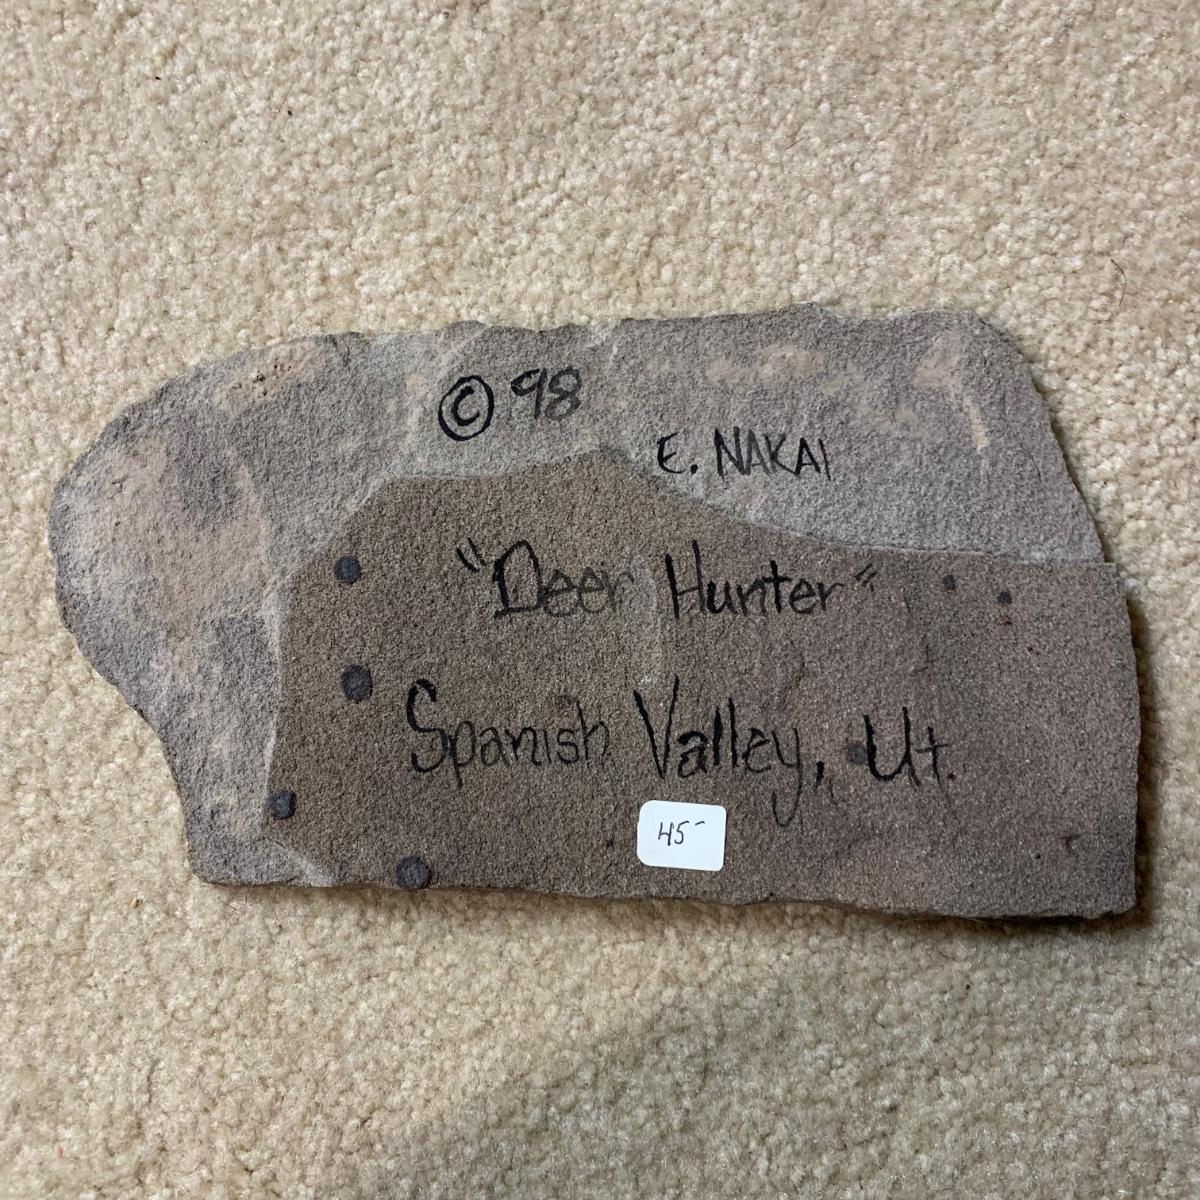 © 98
E. NAKAI
"Deer Hunter"
Spanish Valley, Ut.
45-